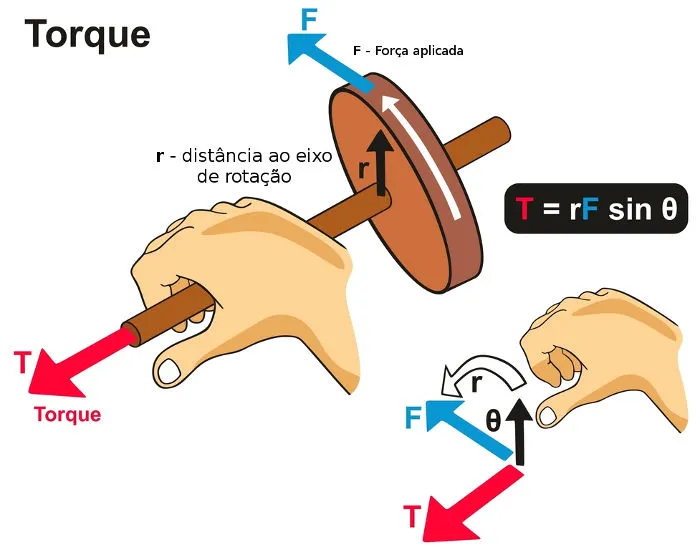 Torque
F
F - Força aplicada
r - distância ao eixo
de rotação
r
T = rF sin θ
T
Torque
r
F
θ
T